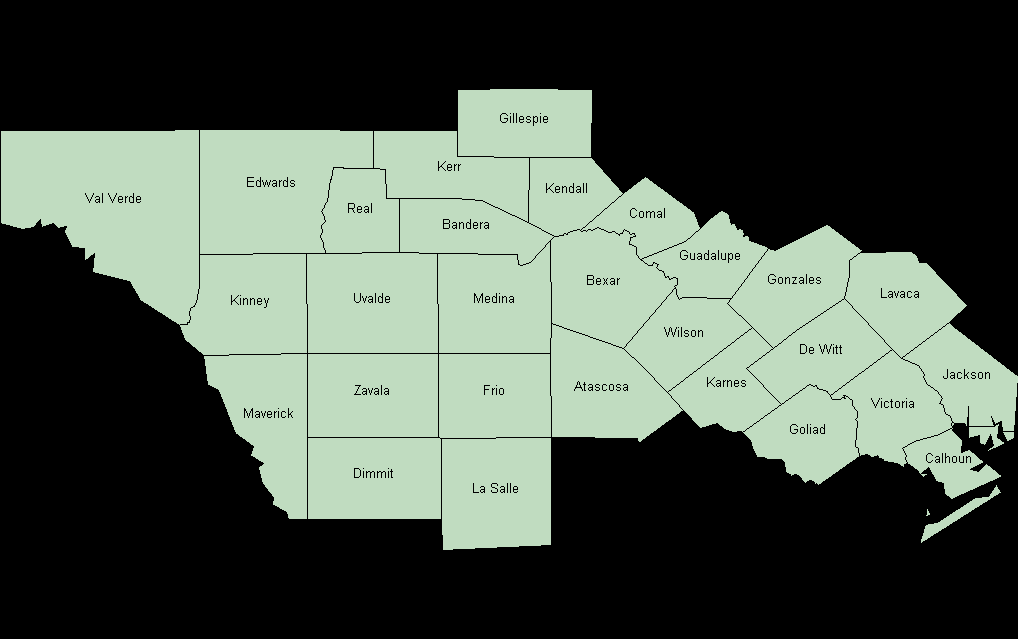 Gillespie
Kerr
Edwards
Kendall
Val Verde
Real
Comal
Bandera
Guadalupe
Bexar
Gonzales
Lavaca
Kinney
Uvalde
Medina
Wilson
De Witt
Jackson
Karnes
Atascosa
Zavala
Frio
Victoria
Maverick
Goliad
Calhoun
Dimmit
La Salle